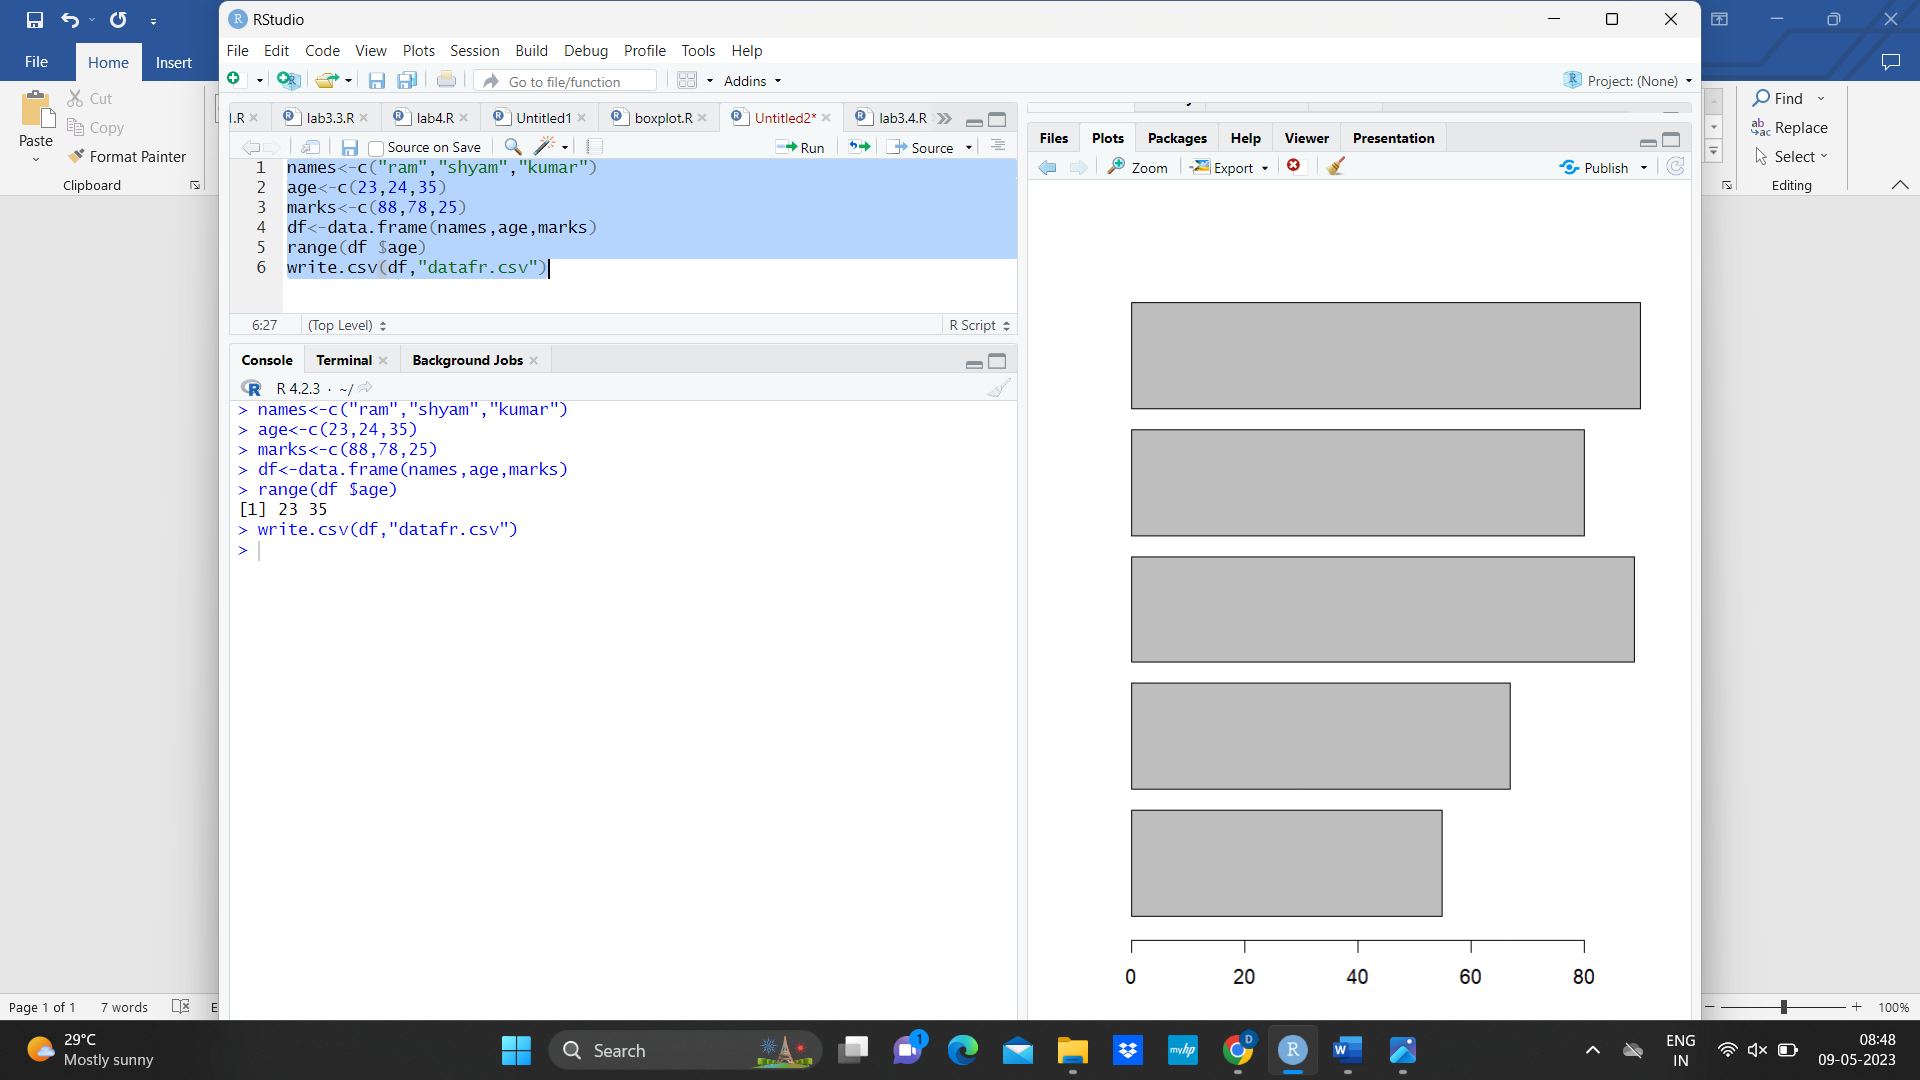 RStudio
File Edit Code View Plots Session Build Debug Profile Tools Help
Go to file/function
Addins
Project: (None)
File Home Insert
Cut
Copy
Paste
Format Painter
Clipboard
Find
Replace
Select
Editing
l.R lab3.3.R lab4.R Untitled1 boxplot.R Untitled2* lab3.4.R
Source on Save Run Source
1 names<-c("ram","shyam","kumar")
2 age<-c(23,24,35)
3 marks<-c(88,78,25)
4 df<-data.frame(names,age,marks)
5 range(df $age)
6 write.csv(df,"datafr.csv")
6:27 (Top Level) R Script
Console Terminal Background Jobs
R R 4.2.3 · ~/
> names<-c("ram","shyam","kumar")
> age<-c(23,24,35)
> marks<-c(88,78,25)
> df<-data.frame(names,age,marks)
> range(df $age)
[1] 23 35
> write.csv(df,"datafr.csv")
>
Files Plots Packages Help Viewer Presentation
Zoom Export Publish
0 20 40 60 80
Page 1 of 1 7 words E
100%
29°C
Mostly sunny
Search
1
myhp
D
R
W
ENG
IN
08:48
09-05-2023